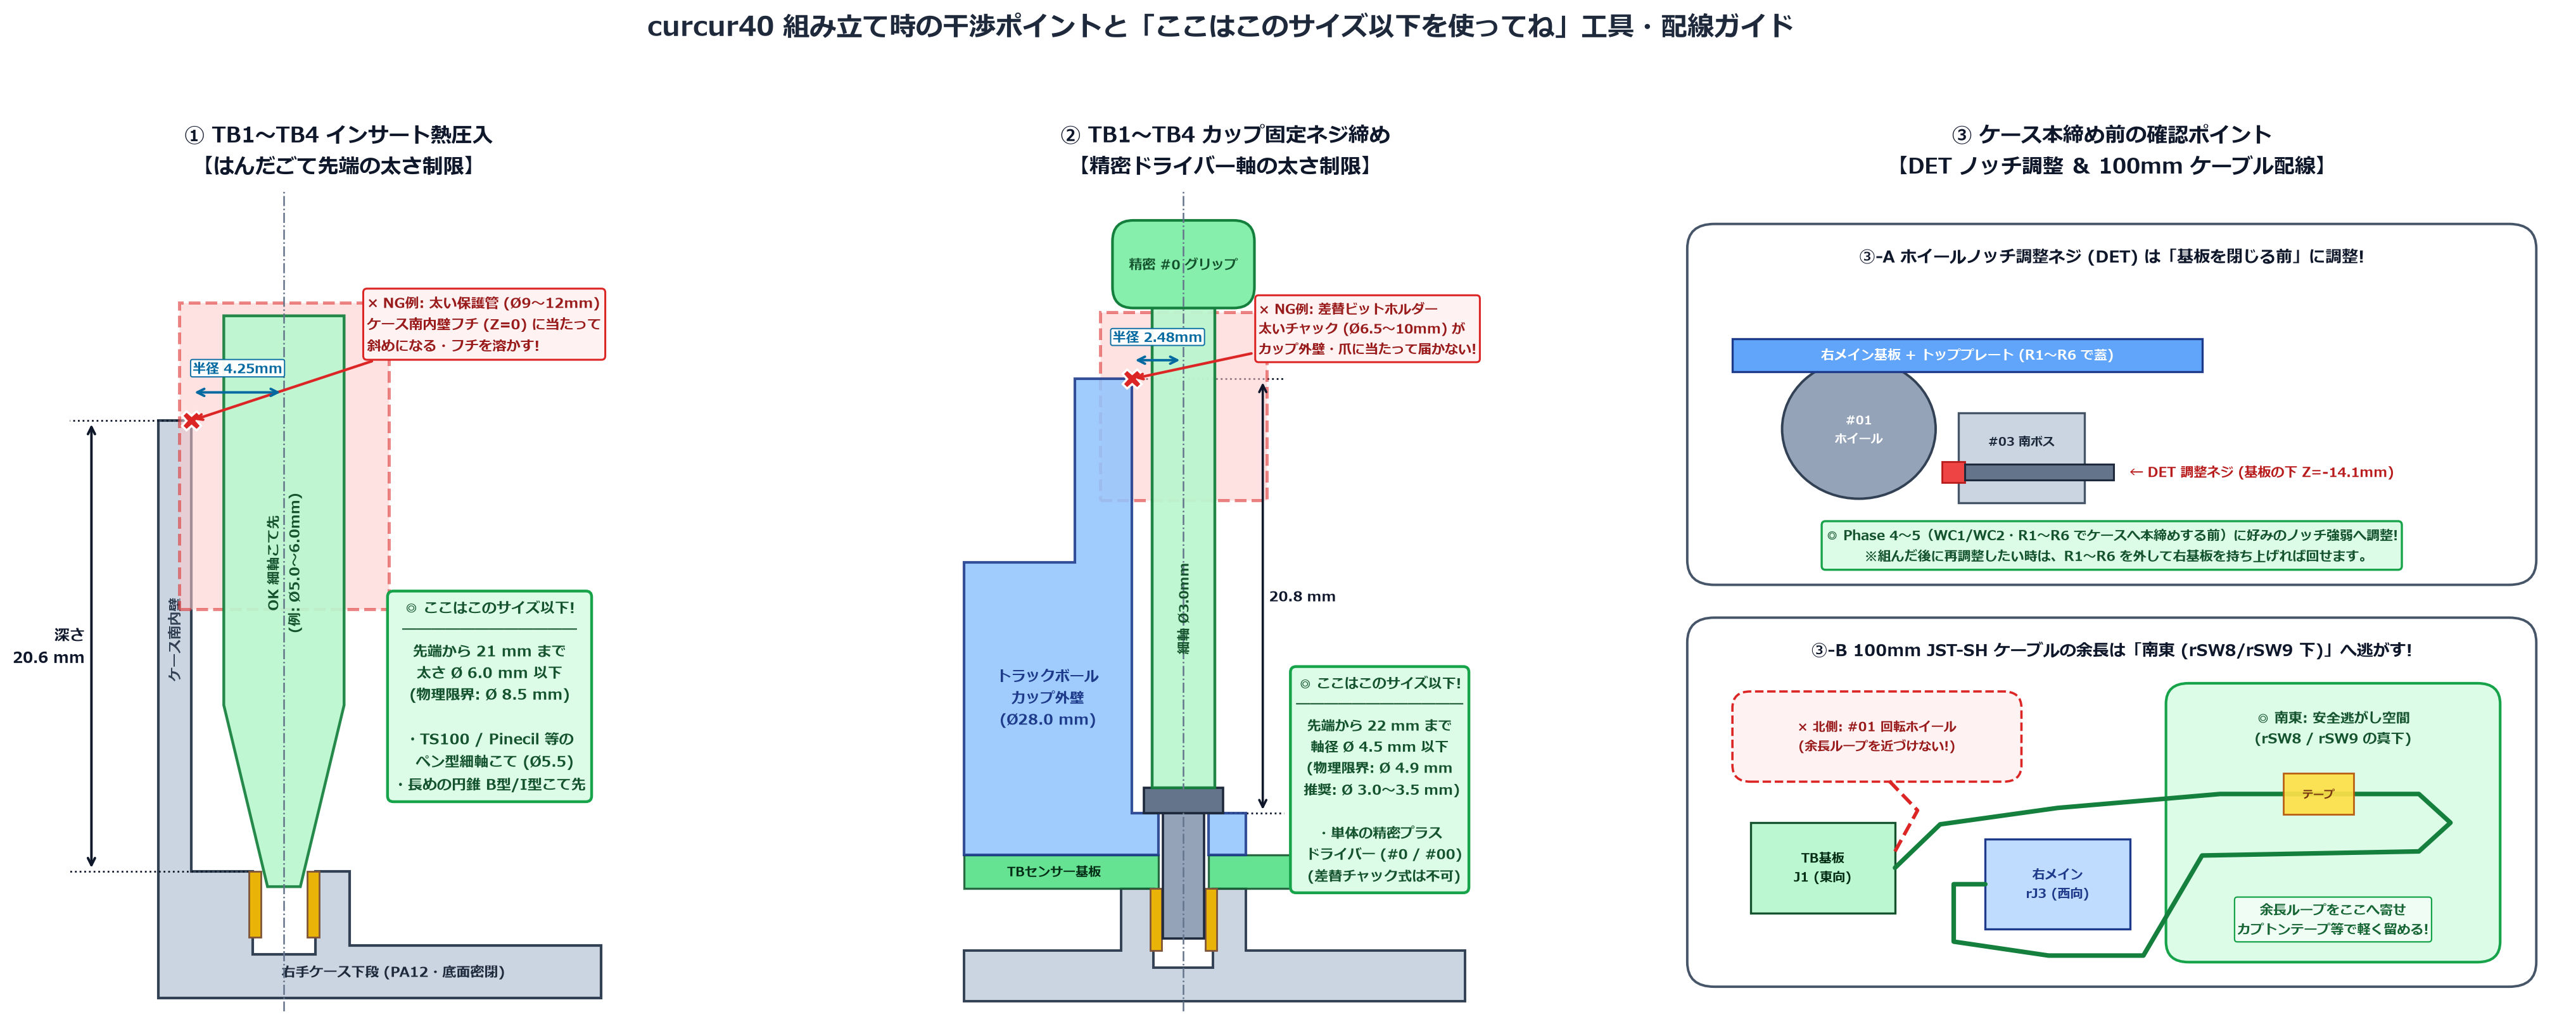 curcur40 組み立て時の干渉ポイントと「ここはこのサイズ以下を使ってね」工具・配線ガイド
① TB1〜TB4 インサート熱圧入
【はんだごて先端の太さ制限】
× NG例: 太い保護管 (Ø9〜12mm)
ケース南内壁フチ (Z=0) に当たって
斜めになる・フチを溶かす!
半径 4.25mm
OK 細軸こて先
(例: Ø5.0〜6.0mm)
ケース南内壁
深さ
20.6 mm
◎ ここはこのサイズ以下!
先端から 21 mm まで
太さ Ø 6.0 mm 以下
(物理限界: Ø 8.5 mm)
・TS100 / Pinecil 等の
ペン型細軸こて (Ø5.5)
・長めの円錐 B型/I型こて先
右手ケース下段 (PA12・底面密閉)
② TB1〜TB4 カップ固定ネジ締め
【精密ドライバー軸の太さ制限】
精密 #0 グリップ
× NG例: 差替ビットホルダー
太いチャック (Ø6.5〜10mm) が
カップ外壁・爪に当たって届かない!
半径 2.48mm
細軸 Ø3.0mm
20.8 mm
トラックボール
カップ外壁
(Ø28.0 mm)
◎ ここはこのサイズ以下!
先端から 22 mm まで
軸径 Ø 4.5 mm 以下
(物理限界: Ø 4.9 mm
推奨: Ø 3.0〜3.5 mm)
・単体の精密プラス
ドライバー (#0 / #00)
(差替チャック式は不可)
TBセンサー基板
③ ケース本締め前の確認ポイント
【DET ノッチ調整 ＆ 100mm ケーブル配線】
③-A ホイールノッチ調整ネジ (DET) は「基板を閉じる前」に調整!
右メイン基板 + トッププレート (R1〜R6 で蓋)
#01
ホイール
#03 南ボス
← DET 調整ネジ (基板の下 Z=-14.1mm)
◎ Phase 4〜5（WC1/WC2・R1〜R6 でケースへ本締めする前）に好みのノッチ強弱へ調整!
※組んだ後に再調整したい時は、R1〜R6 を外して右基板を持ち上げれば回せます。
③-B 100mm JST-SH ケーブルの余長は「南東 (rSW8/rSW9 下)」へ逃がす!
× 北側: #01 回転ホイール
(余長ループを近づけない!)
◎ 南東: 安全逃がし空間
(rSW8 / rSW9 の真下)
テープ
TB基板
J1 (東向)
右メイン
rJ3 (西向)
余長ループをここへ寄せ
カプトンテープ等で軽く留める!